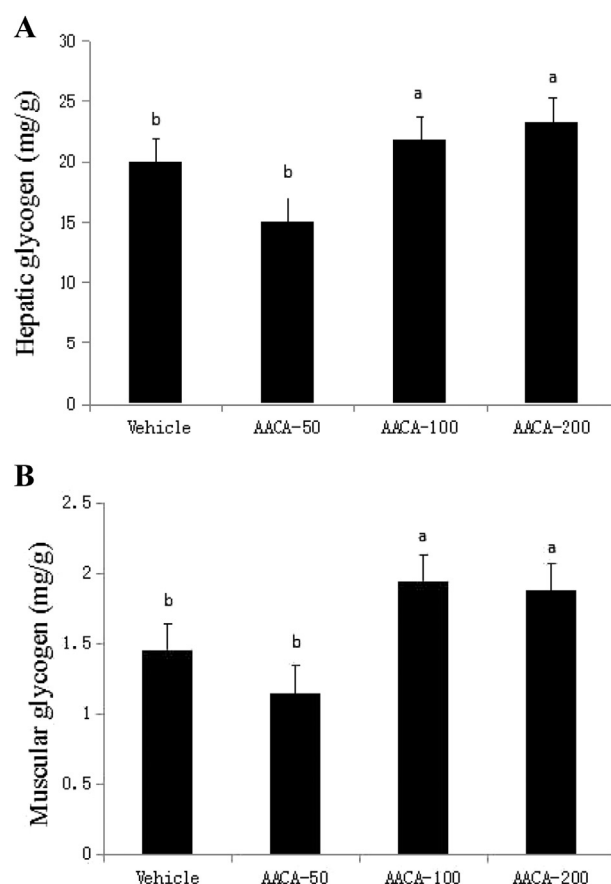 A
Hepatic glycogen (mg/g)
30
25
20
15
10
5
0
b
b
a
a
Vehicle AACA-50 AACA-100 AACA-200
B
Muscular glycogen (mg/g)
2.5
2
1.5
1
0.5
0
b
b
a
a
Vehicle AACA-50 AACA-100 AACA-200